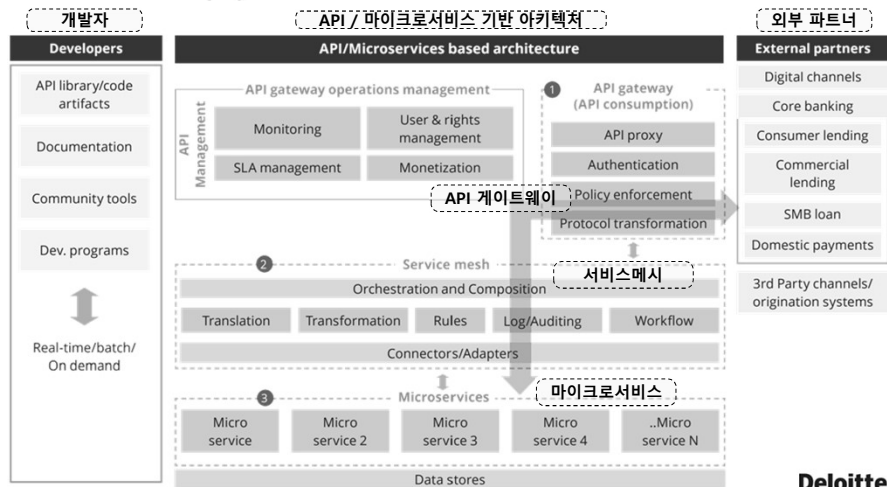 개발자
API / 마이크로서비스 기반 아키텍처
외부 파트너
Developers
API/Microservices based architecture
External partners
API library/code
artifacts
Documentation
Community tools
Dev. programs
Real-time/batch/
On demand
API gateway operations management
API
Management
Monitoring
User & rights
management
SLA management
Monetization
1
API gateway
(API consumption)
API proxy
Authentication
Policy enforcement
Protocol transformation
API 게이트웨이
Digital channels
Core banking
Consumer lending
Commercial
lending
SMB loan
Domestic payments
3rd Party channels/
origination systems
2
Service mesh
서비스메시
Orchestration and Composition
Translation
Transformation
Rules
Log/Auditing
Workflow
Connectors/Adapters
3
Microservices
마이크로서비스
Micro
service
Micro
service 2
Micro
service 3
Micro
service 4
..Micro
service N
Data stores
Deloitte